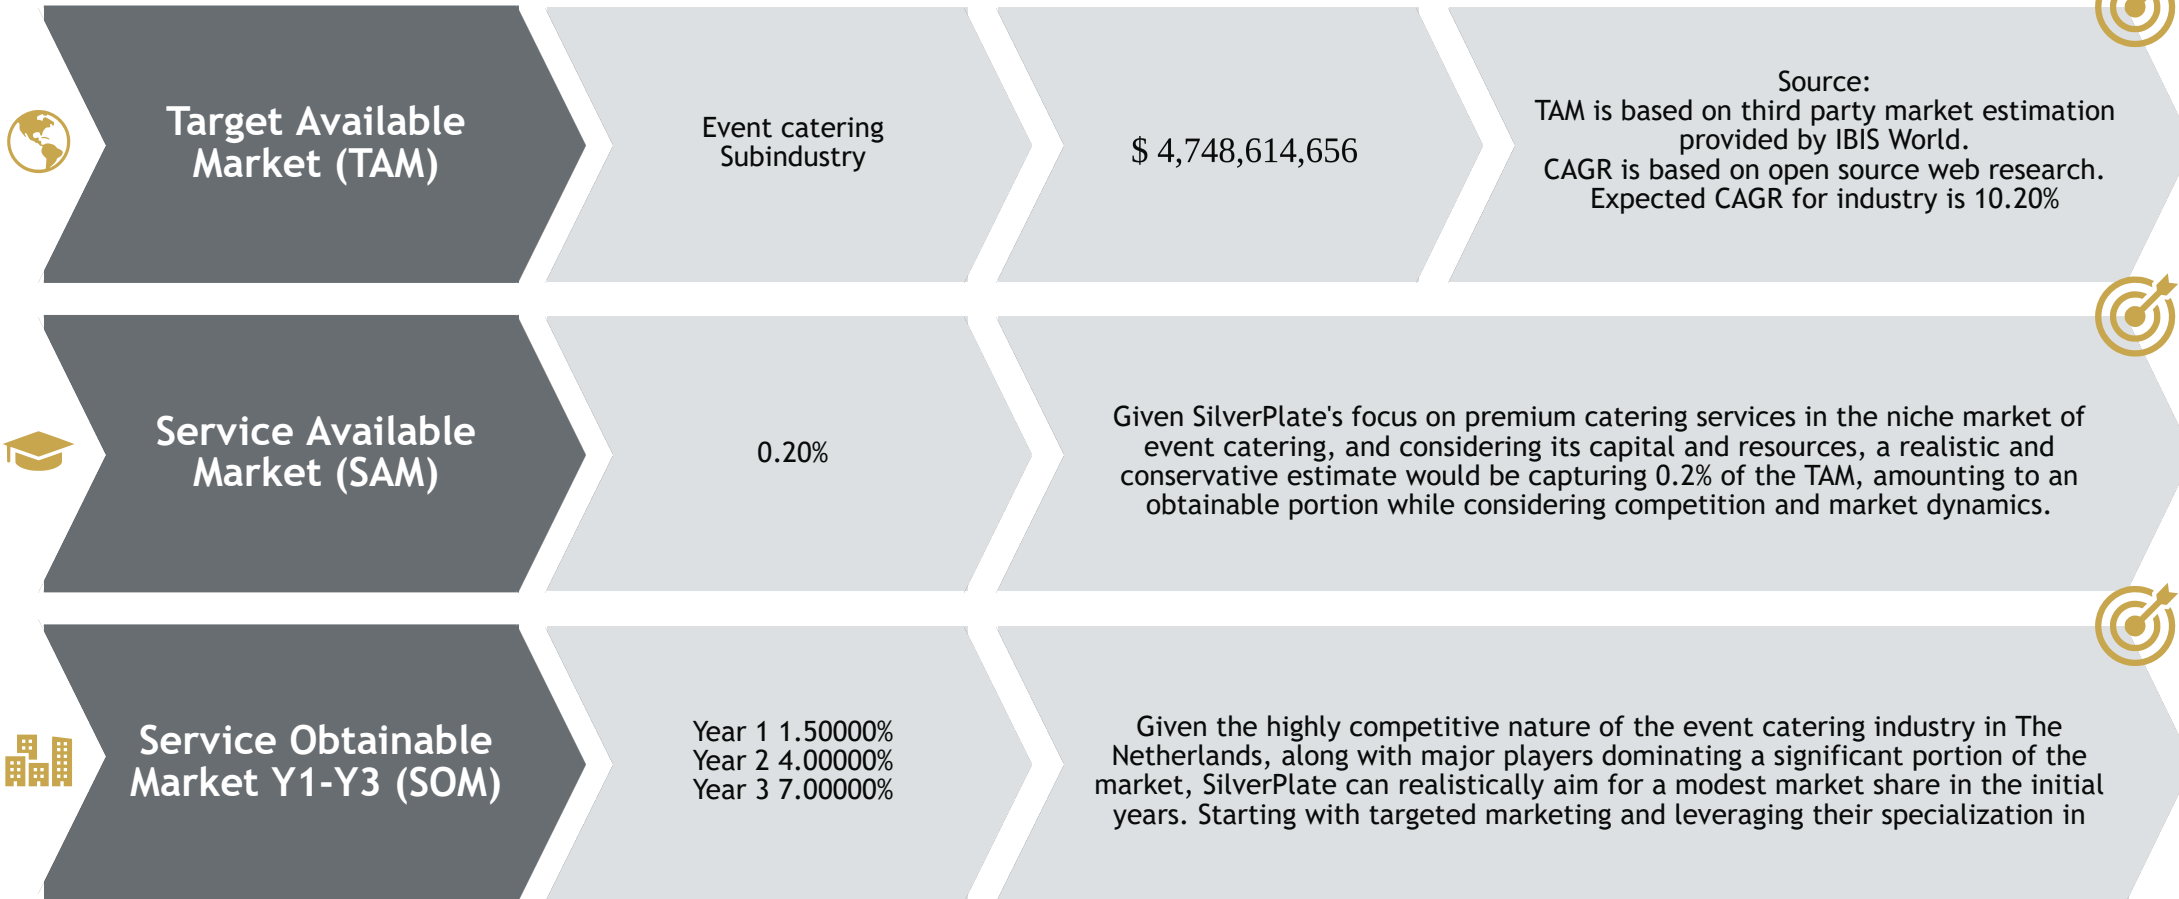 Target Available
Market (TAM)
Event catering
Subindustry
$ 4,748,614,656
Source:
TAM is based on third party market estimation
provided by IBIS World.
CAGR is based on open source web research.
Expected CAGR for industry is 10.20%
Service Available
Market (SAM)
0.20%
Given SilverPlate's focus on premium catering services in the niche market of
event catering, and considering its capital and resources, a realistic and
conservative estimate would be capturing 0.2% of the TAM, amounting to an
obtainable portion while considering competition and market dynamics.
Service Obtainable
Market Y1-Y3 (SOM)
Year 1 1.50000%
Year 2 4.00000%
Year 3 7.00000%
Given the highly competitive nature of the event catering industry in The
Netherlands, along with major players dominating a significant portion of the
market, SilverPlate can realistically aim for a modest market share in the initial
years. Starting with targeted marketing and leveraging their specialization in